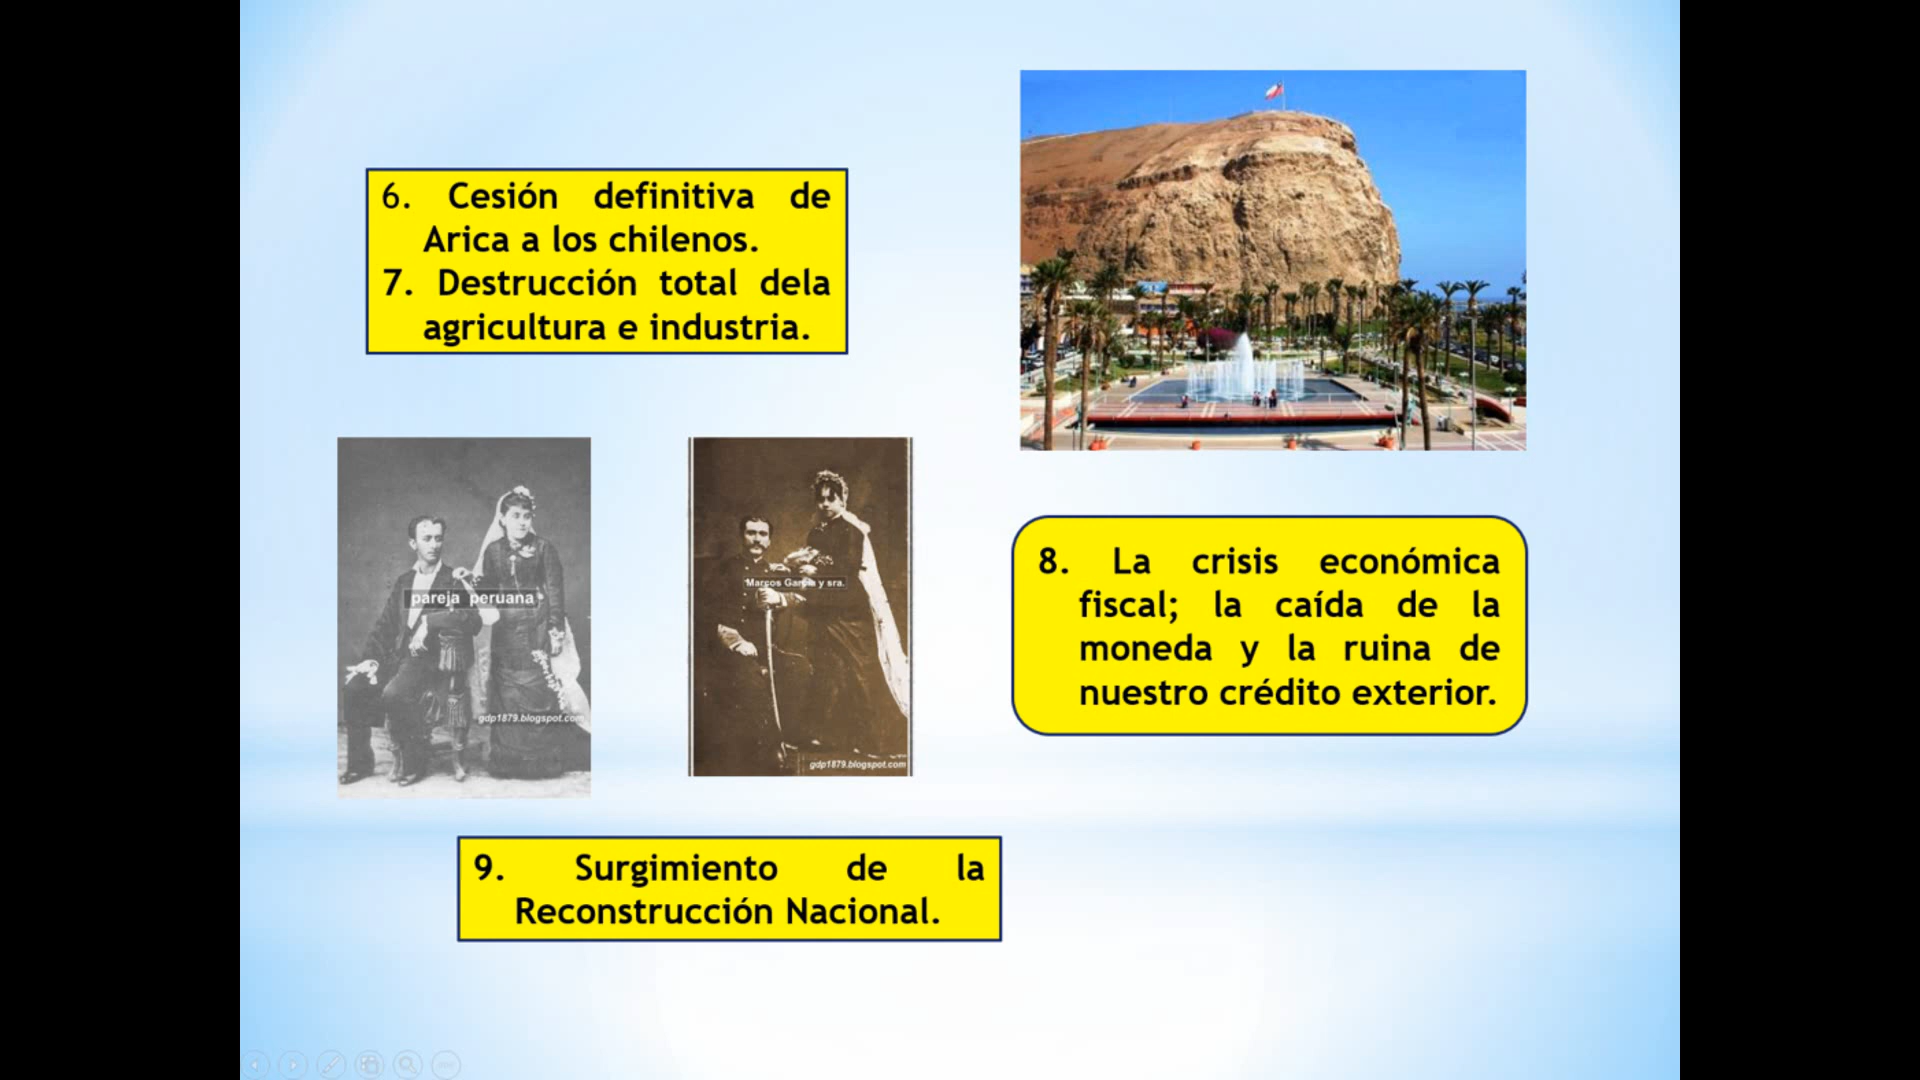 6. Cesión definitiva de
Arica a los chilenos.
7. Destrucción total dela
agricultura e industria.
pareja peruana
gdp1879.blogspot.com
Marcos García y sra.
gdp1879.blogspot.com
8. La crisis económica
fiscal; la caída de la
moneda y la ruina de
nuestro crédito exterior.
9. Surgimiento de la
Reconstrucción Nacional.